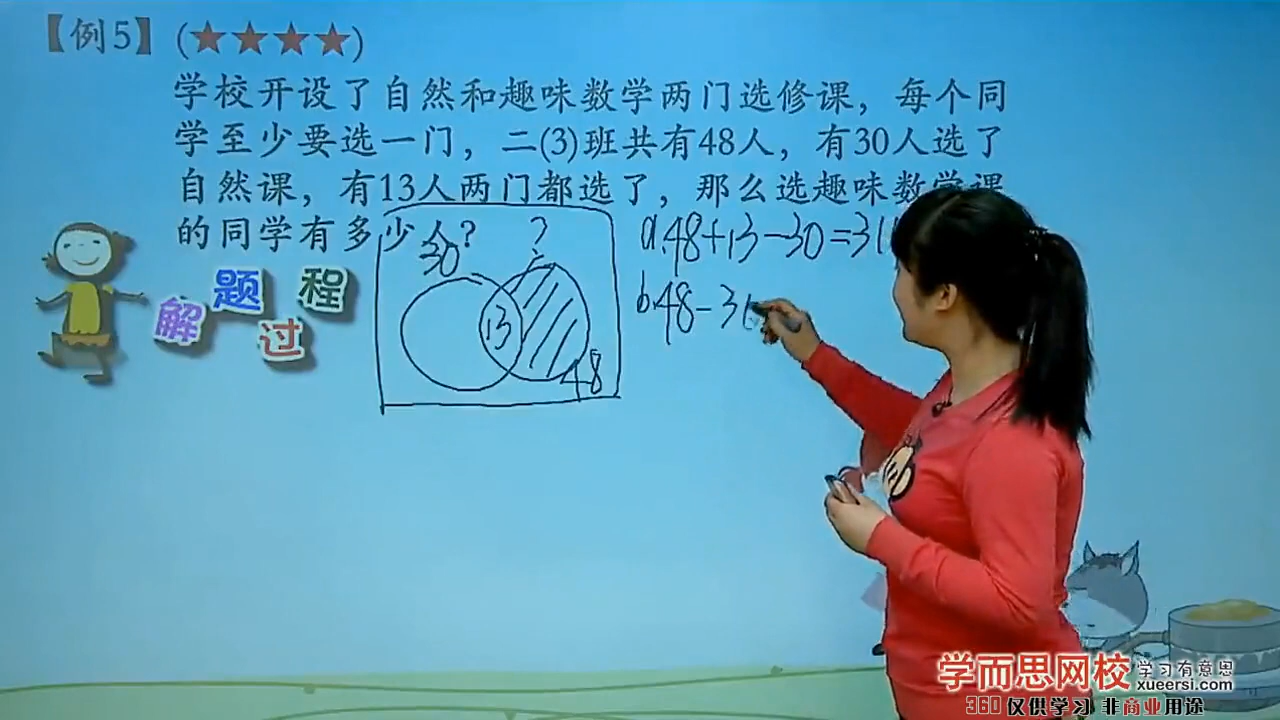 【例5】(★★★★)
学校开设了自然和趣味数学两门选修课，每个同
学至少要选一门，二(3)班共有48人，有30人选了
自然课，有13人两门都选了，那么选趣味数学课
的同学有多少人？
解题过程
30
?
13
48
a.48+13-30=31
b.48-3
学而思网校
学习有意思
xueersi.com
360仅供学习 非商业用途